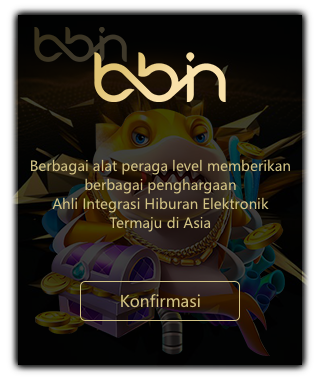 bbin
bbin
Berbagai alat peraga level memberikan
berbagai penghargaan
Ahli Integrasi Hiburan Elektronik
Termaju di Asia
Konfirmasi